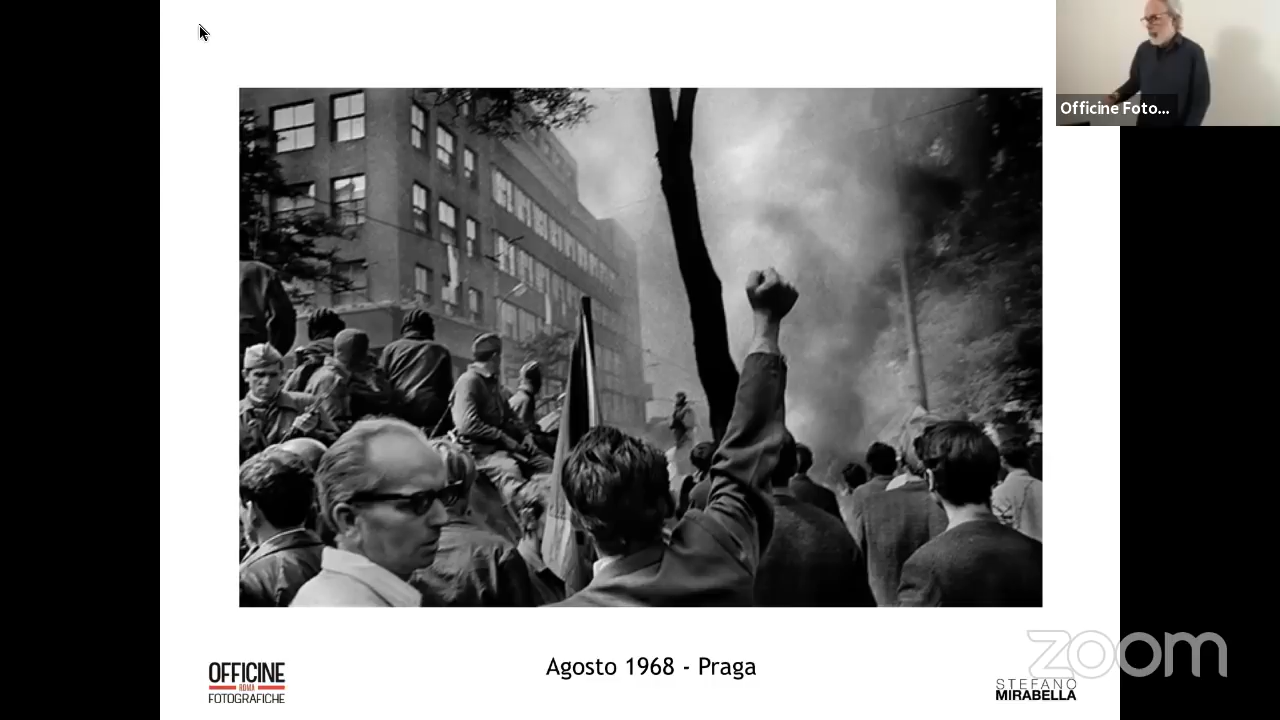 Officine Foto...
Agosto 1968 - Praga
OFFICINE
ROMA
FOTOGRAFICHE
zoom
STEFANO
MIRABELLA